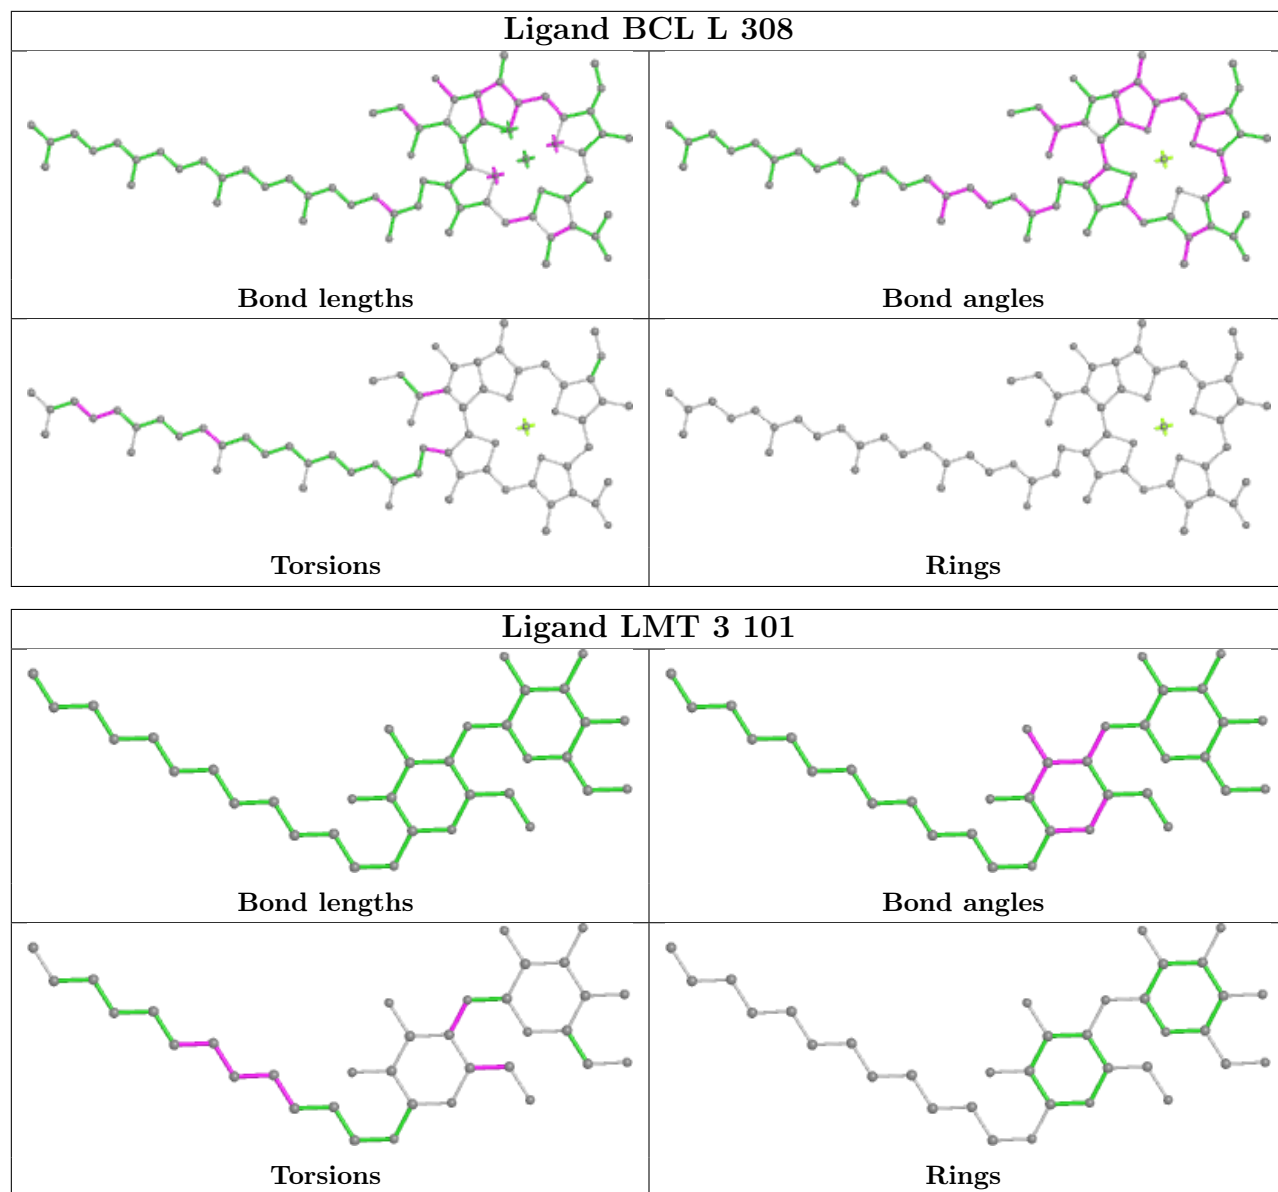 Ligand BCL L 308
Bond lengths
Bond angles
Torsions
Rings
Ligand LMT 3 101
Bond lengths
Bond angles
Torsions
Rings